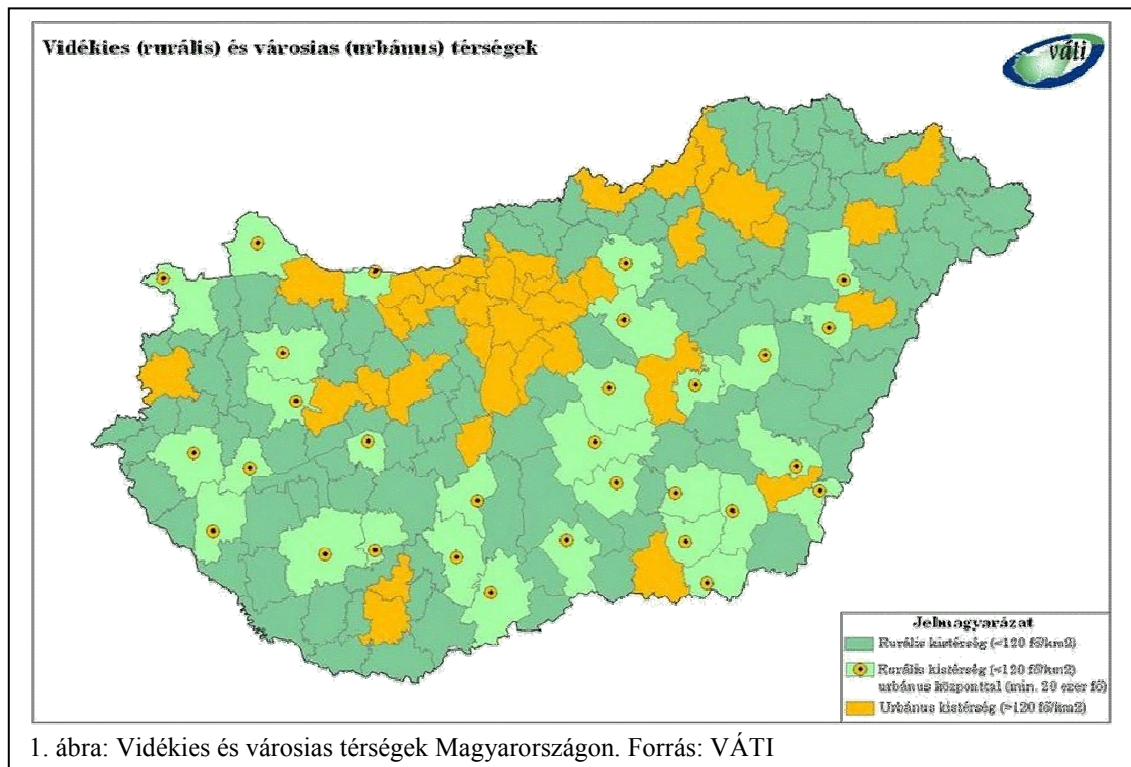 Vidékies (rurális) és városias (urbánus) térségek
váti
Jelmagyarázat
Rurális kistérség (<120 fő/km2)
Rurális kistérség (<120 fő/km2)
urbánus központtal (min. 20 ezer fő)
Urbánus kistérség (>120 fő/km2)
1. ábra: Vidékies és városias térségek Magyarországon. Forrás: VÁTI